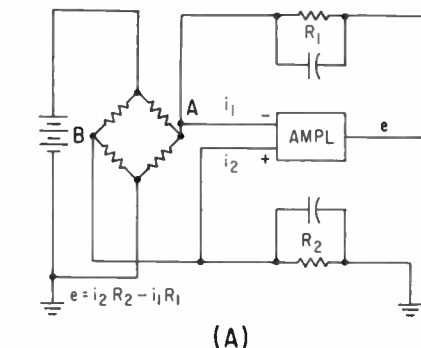 R1
A
i1
−
B
AMPL
e
i2
+
R2
e = i2 R2 − i1 R1
(A)